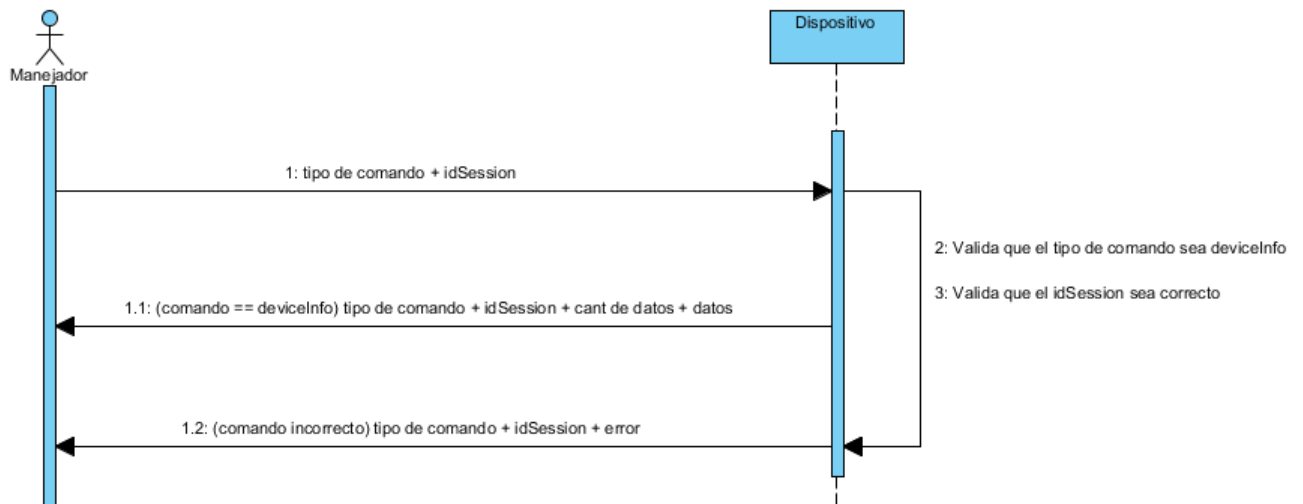 Manejador
Dispositivo
1: tipo de comando + idSession
2: Valida que el tipo de comando sea deviceInfo
3: Valida que el idSession sea correcto
1.1: (comando == deviceInfo) tipo de comando + idSession + cant de datos + datos
1.2: (comando incorrecto) tipo de comando + idSession + error